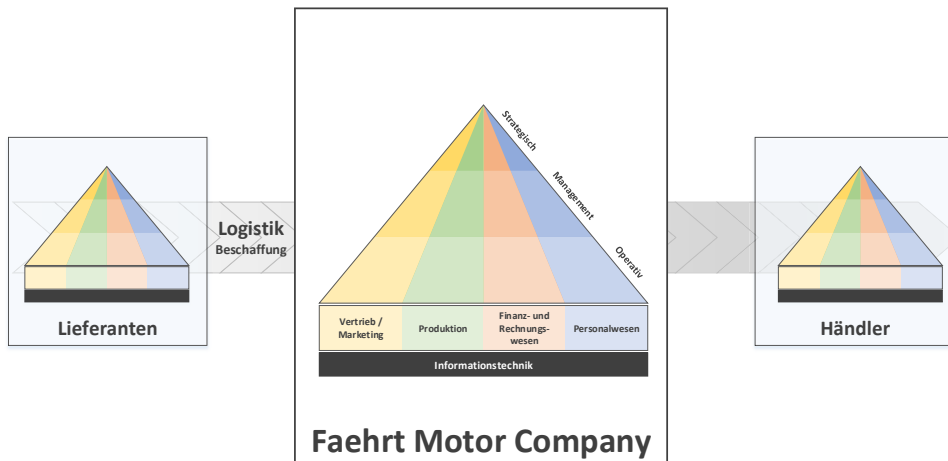 Strategisch
Management
Operativ
Logistik
Beschaffung
Lieferanten
Vertrieb /
Marketing
Produktion
Finanz- und
Rechnungs-
wesen
Personalwesen
Informationstechnik
Händler
Faehrt Motor Company